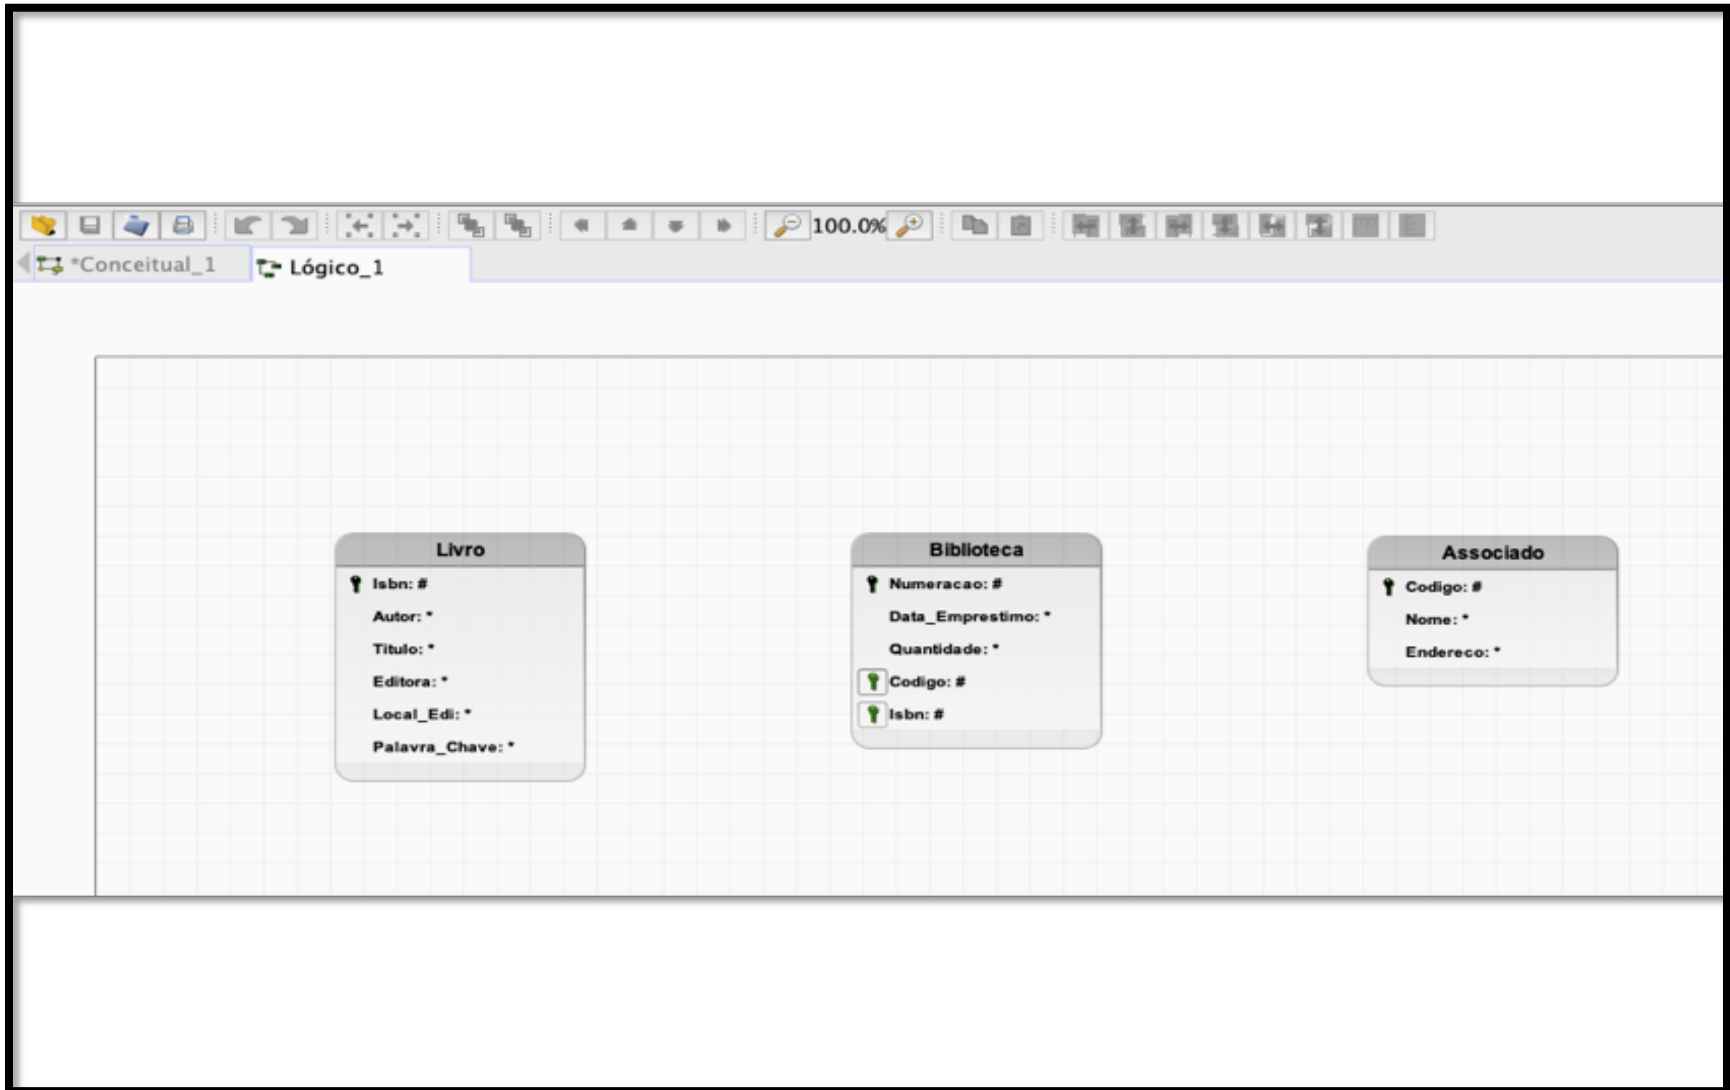 100.0%
*Conceitual_1
Lógico_1
Livro
Isbn: #
Autor: *
Titulo: *
Editora: *
Local_Edi: *
Palavra_Chave: *
Biblioteca
Numeracao: #
Data_Emprestimo: *
Quantidade: *
Codigo: #
Isbn: #
Associado
Codigo: #
Nome: *
Endereco: *